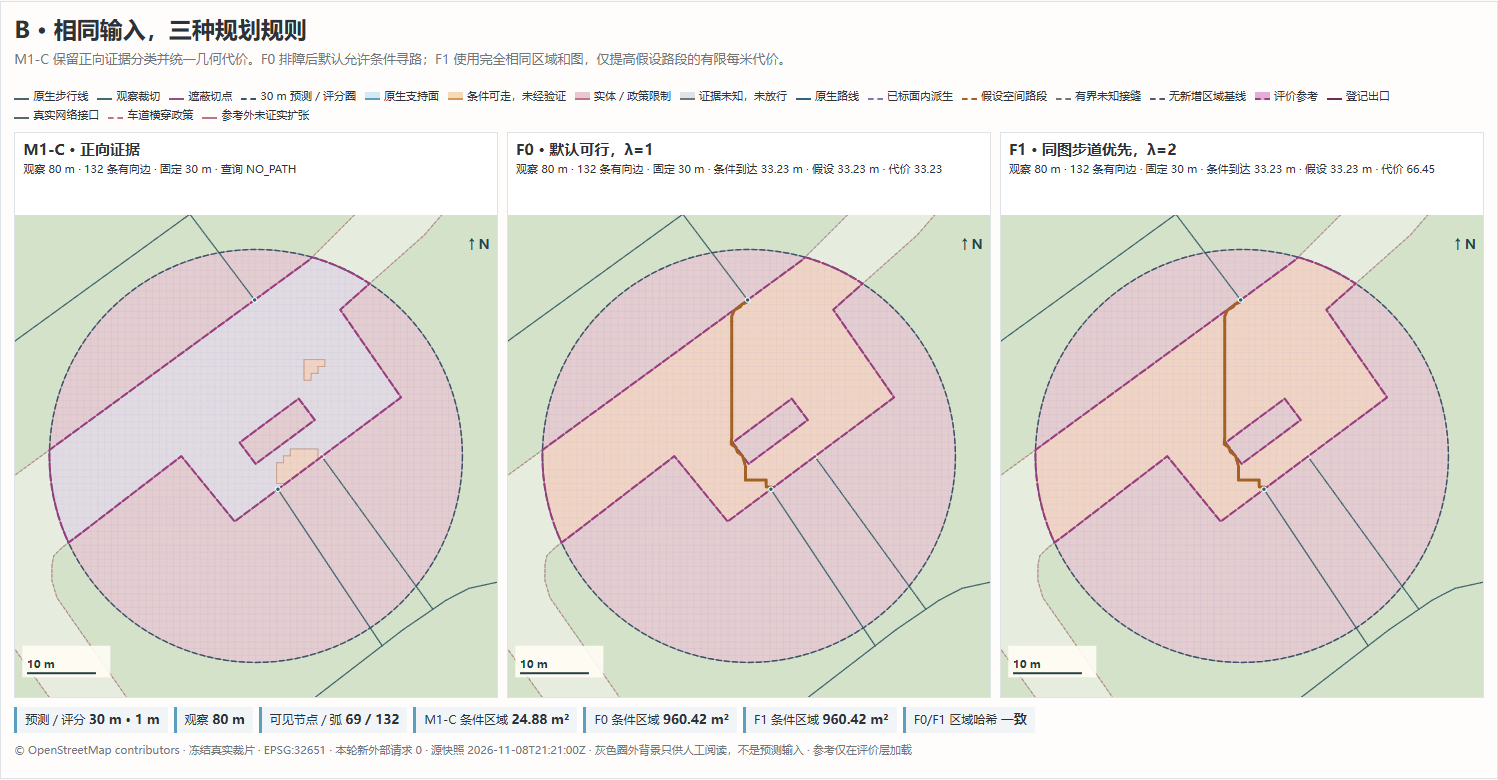 B · 相同输入，三种规划规则
M1-C 保留正向证据分类并统一几何代价。F0 排障后默认允许条件寻路；F1 使用完全相同区域和图，仅提高假设路段的有限每米代价。
原生步行线 观察裁切 遮蔽切点 30 m 预测 / 评分圈 原生支持面 条件可走，未经验证 实体 / 政策限制 证据未知，未放行 原生路线 已标面内派生 假设空间路段 有界未知接缝 无新增区域基线 评价参考 登记出口
真实网络接口 车道横穿政策 参考外未证实扩张
M1-C · 正向证据
观察 80 m · 132 条有向边 · 固定 30 m · 查询 NO_PATH
↑ N
10 m
F0 · 默认可行，λ=1
观察 80 m · 132 条有向边 · 固定 30 m · 条件到达 33.23 m · 假设 33.23 m · 代价 33.23
↑ N
10 m
F1 · 同图步道优先，λ=2
观察 80 m · 132 条有向边 · 固定 30 m · 条件到达 33.23 m · 假设 33.23 m · 代价 66.45
↑ N
10 m
预测 / 评分 30 m · 1 m 观察 80 m 可见节点 / 弧 69 / 132 M1-C 条件区域 24.88 m² F0 条件区域 960.42 m² F1 条件区域 960.42 m² F0/F1 区域哈希 一致
© OpenStreetMap contributors · 冻结真实裁片 · EPSG:32651 · 本轮新外部请求 0 · 源快照 2026-11-08T21:21:00Z · 灰色圈外背景只供人工阅读，不是预测输入 · 参考仅在评价层加载